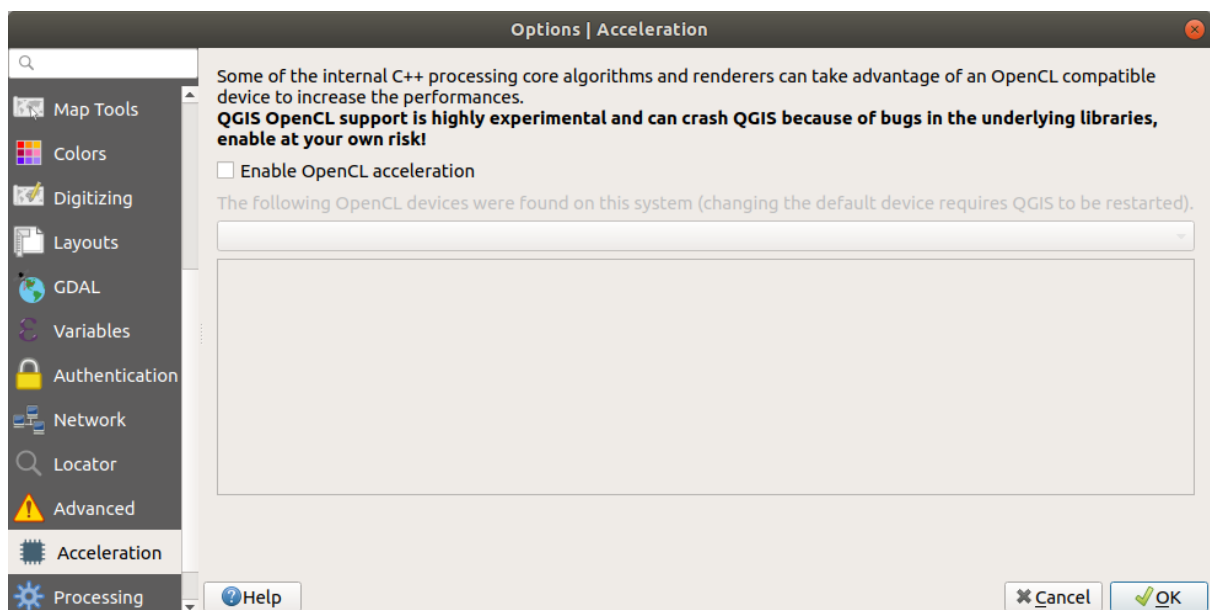 Options | Acceleration
Map Tools
Colors
Digitizing
Layouts
GDAL
Variables
Authentication
Network
Locator
Advanced
Acceleration
Processing
Some of the internal C++ processing core algorithms and renderers can take advantage of an OpenCL compatible
device to increase the performances.
QGIS OpenCL support is highly experimental and can crash QGIS because of bugs in the underlying libraries,
enable at your own risk!
Enable OpenCL acceleration
The following OpenCL devices were found on this system (changing the default device requires QGIS to be restarted).
Help
Cancel
OK